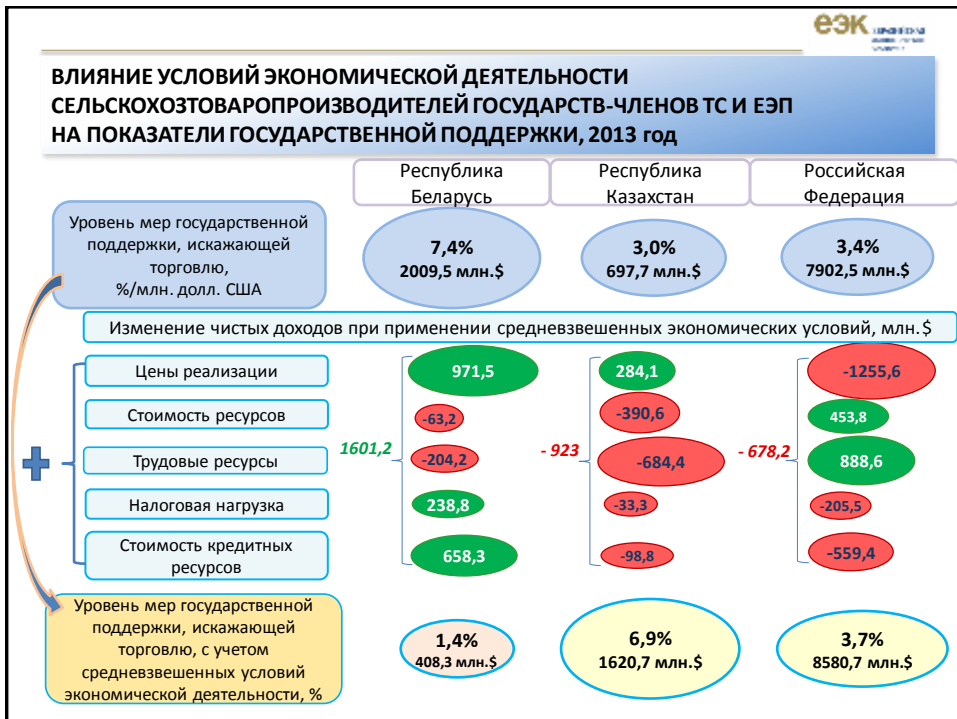 еэк
ВЛИЯНИЕ УСЛОВИЙ ЭКОНОМИЧЕСКОЙ ДЕЯТЕЛЬНОСТИ
СЕЛЬСКОХОЗТОВАРОПРОИЗВОДИТЕЛЕЙ ГОСУДАРСТВ-ЧЛЕНОВ ТС И ЕЭП
НА ПОКАЗАТЕЛИ ГОСУДАРСТВЕННОЙ ПОДДЕРЖКИ, 2013 год
Республика
Беларусь
Республика
Казахстан
Российская
Федерация
Уровень мер государственной
поддержки, искажающей
торговлю,
%/млн. долл. США
7,4%
2009,5 млн.$
3,0%
697,7 млн.$
3,4%
7902,5 млн.$
Изменение чистых доходов при применении средневзвешенных экономических условий, млн.$
Цены реализации
971,5
284,1
-1255,6
Стоимость ресурсов
-63,2
-390,6
453,8
1601,2
- 923
- 678,2
Трудовые ресурсы
-204,2
-684,4
888,6
Налоговая нагрузка
238,8
-33,3
-205,5
Стоимость кредитных
ресурсов
658,3
-98,8
-559,4
Уровень мер государственной
поддержки, искажающей
торговлю, с учетом
средневзвешенных условий
экономической деятельности, %
1,4%
408,3 млн.$
6,9%
1620,7 млн.$
3,7%
8580,7 млн.$